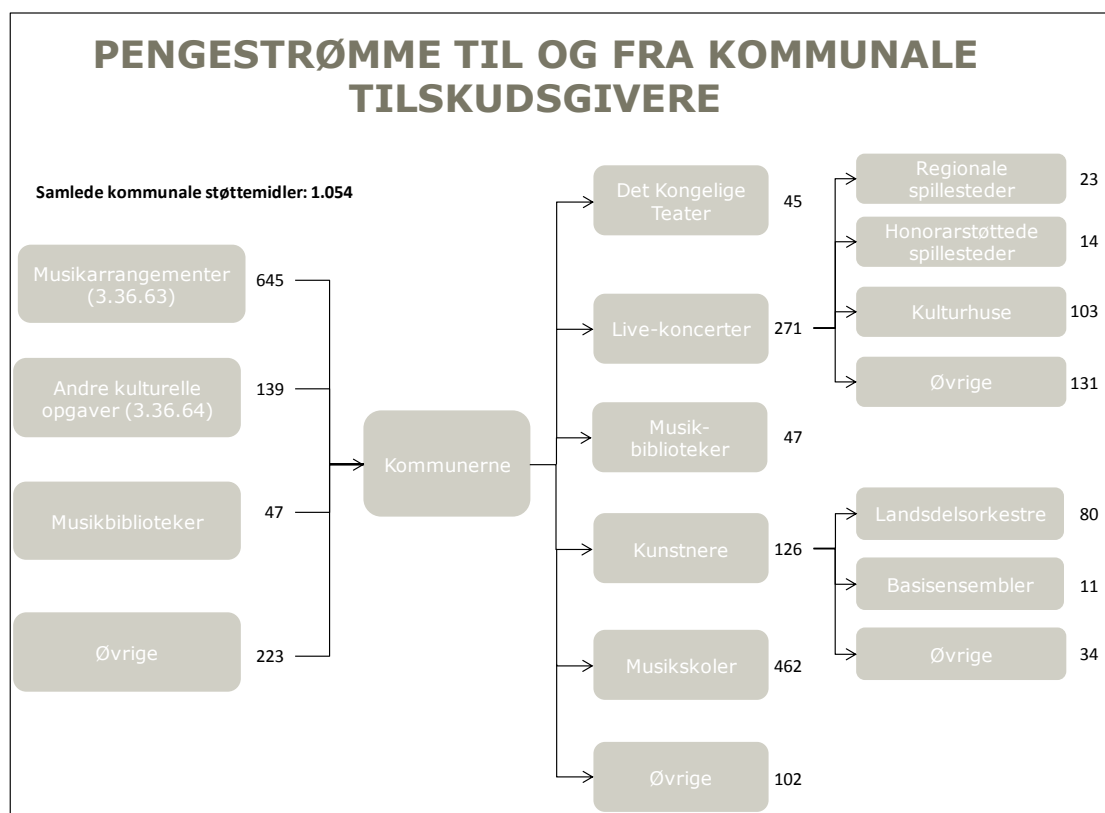 PENGESTRØMME TIL OG FRA KOMMUNALE
TILSKUDSGIVERE
Samlede kommunale støttemidler: 1.054
Musikarrangementer
(3.36.63)
645
Andre kulturelle
opgaver (3.36.64)
139
Musikbiblioteker
47
Øvrige
223
Kommunerne
Det Kongelige
Teater
45
Live-koncerter
271
Musik-
biblioteker
47
Kunstnere
126
Musikskoler
462
Øvrige
102
Regionale
spillesteder
23
Honorarstøttede
spillesteder
14
Kulturhuse
103
Øvrige
131
Landsdelsorkestre
80
Basisensembler
11
Øvrige
34